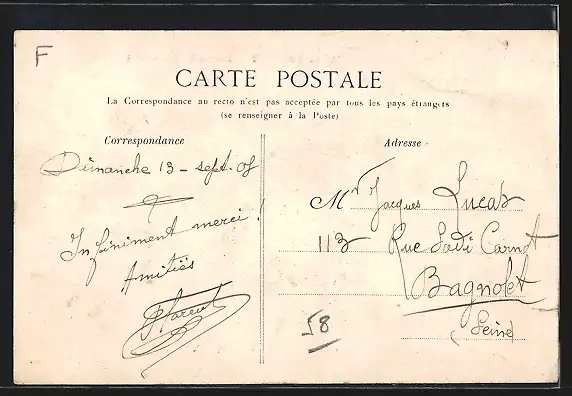 F
CARTE POSTALE
La Correspondance au recto n'est pas acceptée par tous les pays étrangers
(se renseigner à la Poste)
Correspondance
Dimanche 13 - sept. 08
Infiniment merci !
Amitiés
Adresse
Mr Jacques Lucas
113 Rue Sadi Carnot
Bagnolet
(Seine)
58